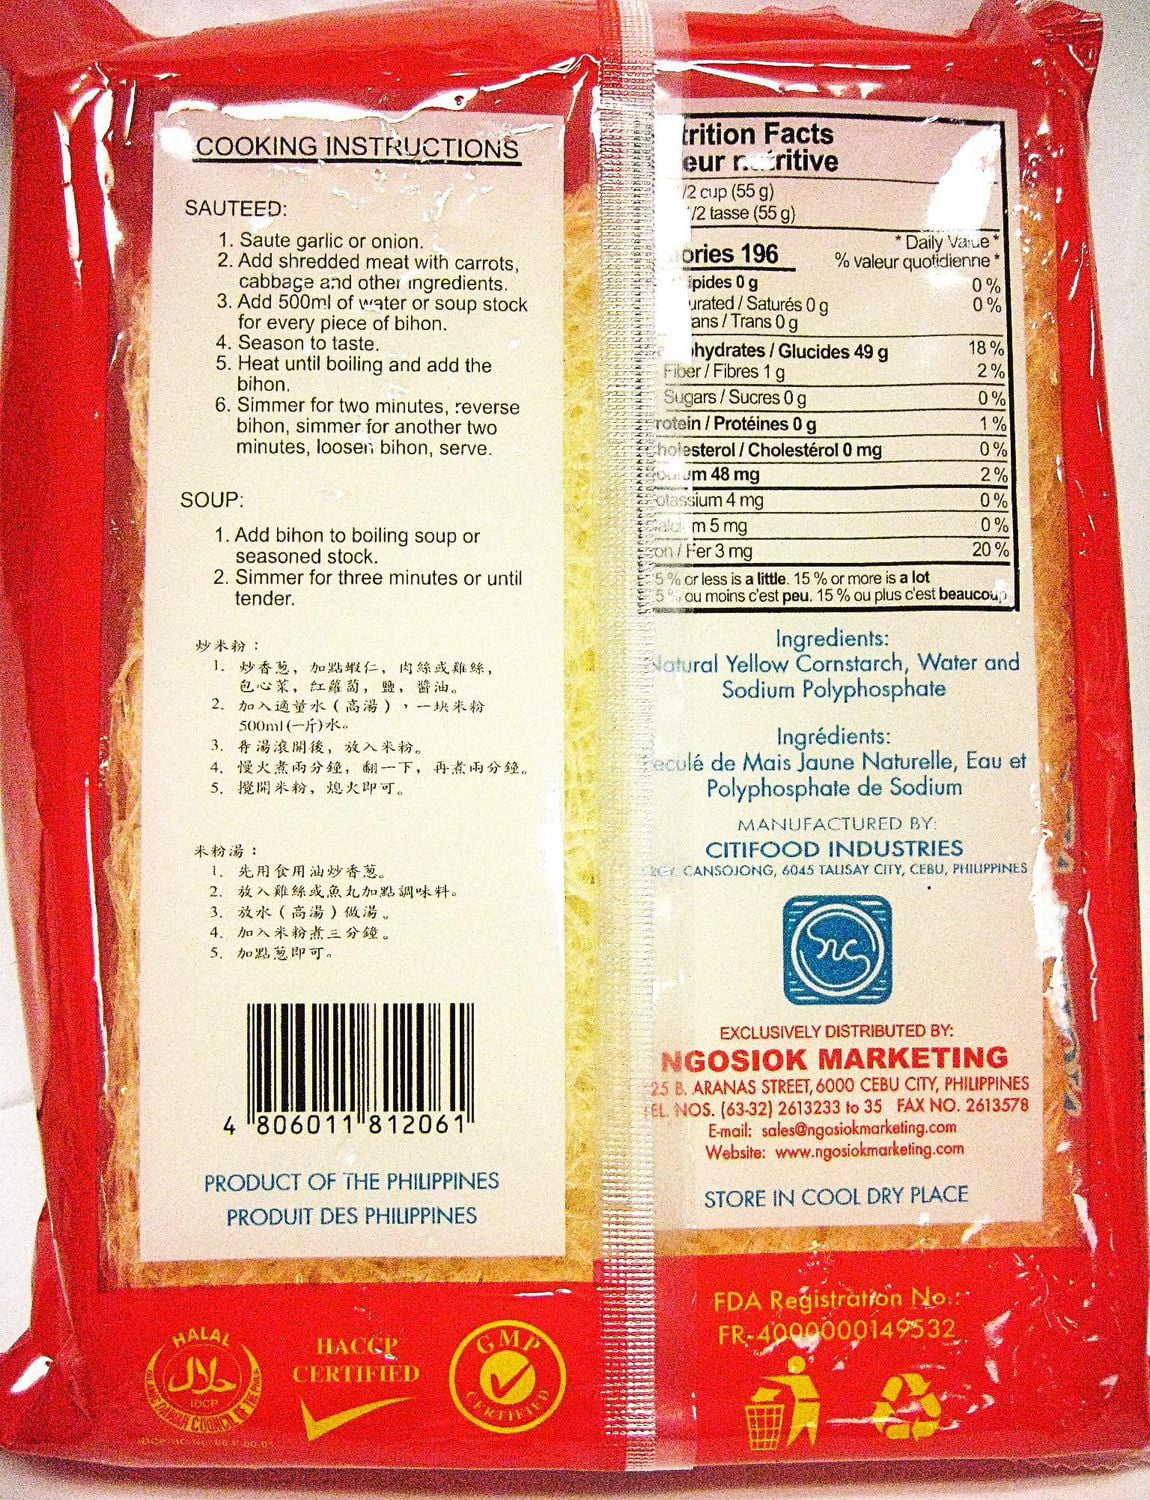 COOKING INSTRUCTIONS
SAUTEED:
1. Saute garlic or onion.
2. Add shredded meat with carrots,
cabbage and other ingredients.
3. Add 500ml of water or soup stock
for every piece of bihon.
4. Season to taste.
5. Heat until boiling and add the
bihon.
6. Simmer for two minutes, reverse
bihon, simmer for another two
minutes, loosen bihon, serve.
SOUP:
1. Add bihon to boiling soup or
seasoned stock.
2. Simmer for three minutes or until
tender.
炒米粉：
1. 炒香葱，加點蝦仁，肉絲或雞絲，
包心菜，紅蘿蔔，鹽，醬油。
2. 加入適量水（高湯），一块米粉
500ml(一斤)水。
3. 湯滾開後，放入米粉。
4. 慢火煮兩分鐘，翻一下，再煮兩分鐘。
5. 攪開米粉，熄火即可。
米粉湯：
1. 先用食用油炒香葱。
2. 放入雞絲或魚丸加點調味料。
3. 放水（高湯）做湯。
4. 加入米粉煮三分鐘。
5. 加點葱即可。
4 806011 812061
PRODUCT OF THE PHILIPPINES
PRODUIT DES PHILIPPINES
trition Facts
eur nutritive
/2 cup (55 g)
1/2 tasse (55 g)
ories 196
* Daily Value *
% valeur quotidienne *
ipides 0 g 0 %
urated / Saturés 0 g 0 %
ans / Trans 0 g
ohydrates / Glucides 49 g 18 %
Fiber / Fibres 1 g 2 %
Sugars / Sucres 0 g 0 %
rotein / Protéines 0 g 1 %
holesterol / Cholestérol 0 mg 0 %
um 48 mg 2 %
otassium 4 mg 0 %
m 5 mg 0 %
on / Fer 3 mg 20 %
5 % or less is a little. 15 % or more is a lot
5 % ou moins c'est peu. 15 % ou plus c'est beaucoup
Ingredients:
Natural Yellow Cornstarch, Water and
Sodium Polyphosphate
Ingrédients:
eculé de Mais Jaune Naturelle, Eau et
Polyphosphate de Sodium
MANUFACTURED BY:
CITIFOOD INDUSTRIES
CANSOJONG, 6045 TALISAY CITY, CEBU, PHILIPPINES
EXCLUSIVELY DISTRIBUTED BY:
NGOSIOK MARKETING
25 B. ARANAS STREET, 6000 CEBU CITY, PHILIPPINES
TEL. NOS. (63-32) 2613233 to 35 FAX NO. 2613578
E-mail: sales@ngosiokmarketing.com
Website: www.ngosiokmarketing.com
STORE IN COOL DRY PLACE
FDA Registration No.:
FR-4000000149532
HALAL
حلال
IDCP
HACCP
CERTIFIED
GMP
CERTIFIED